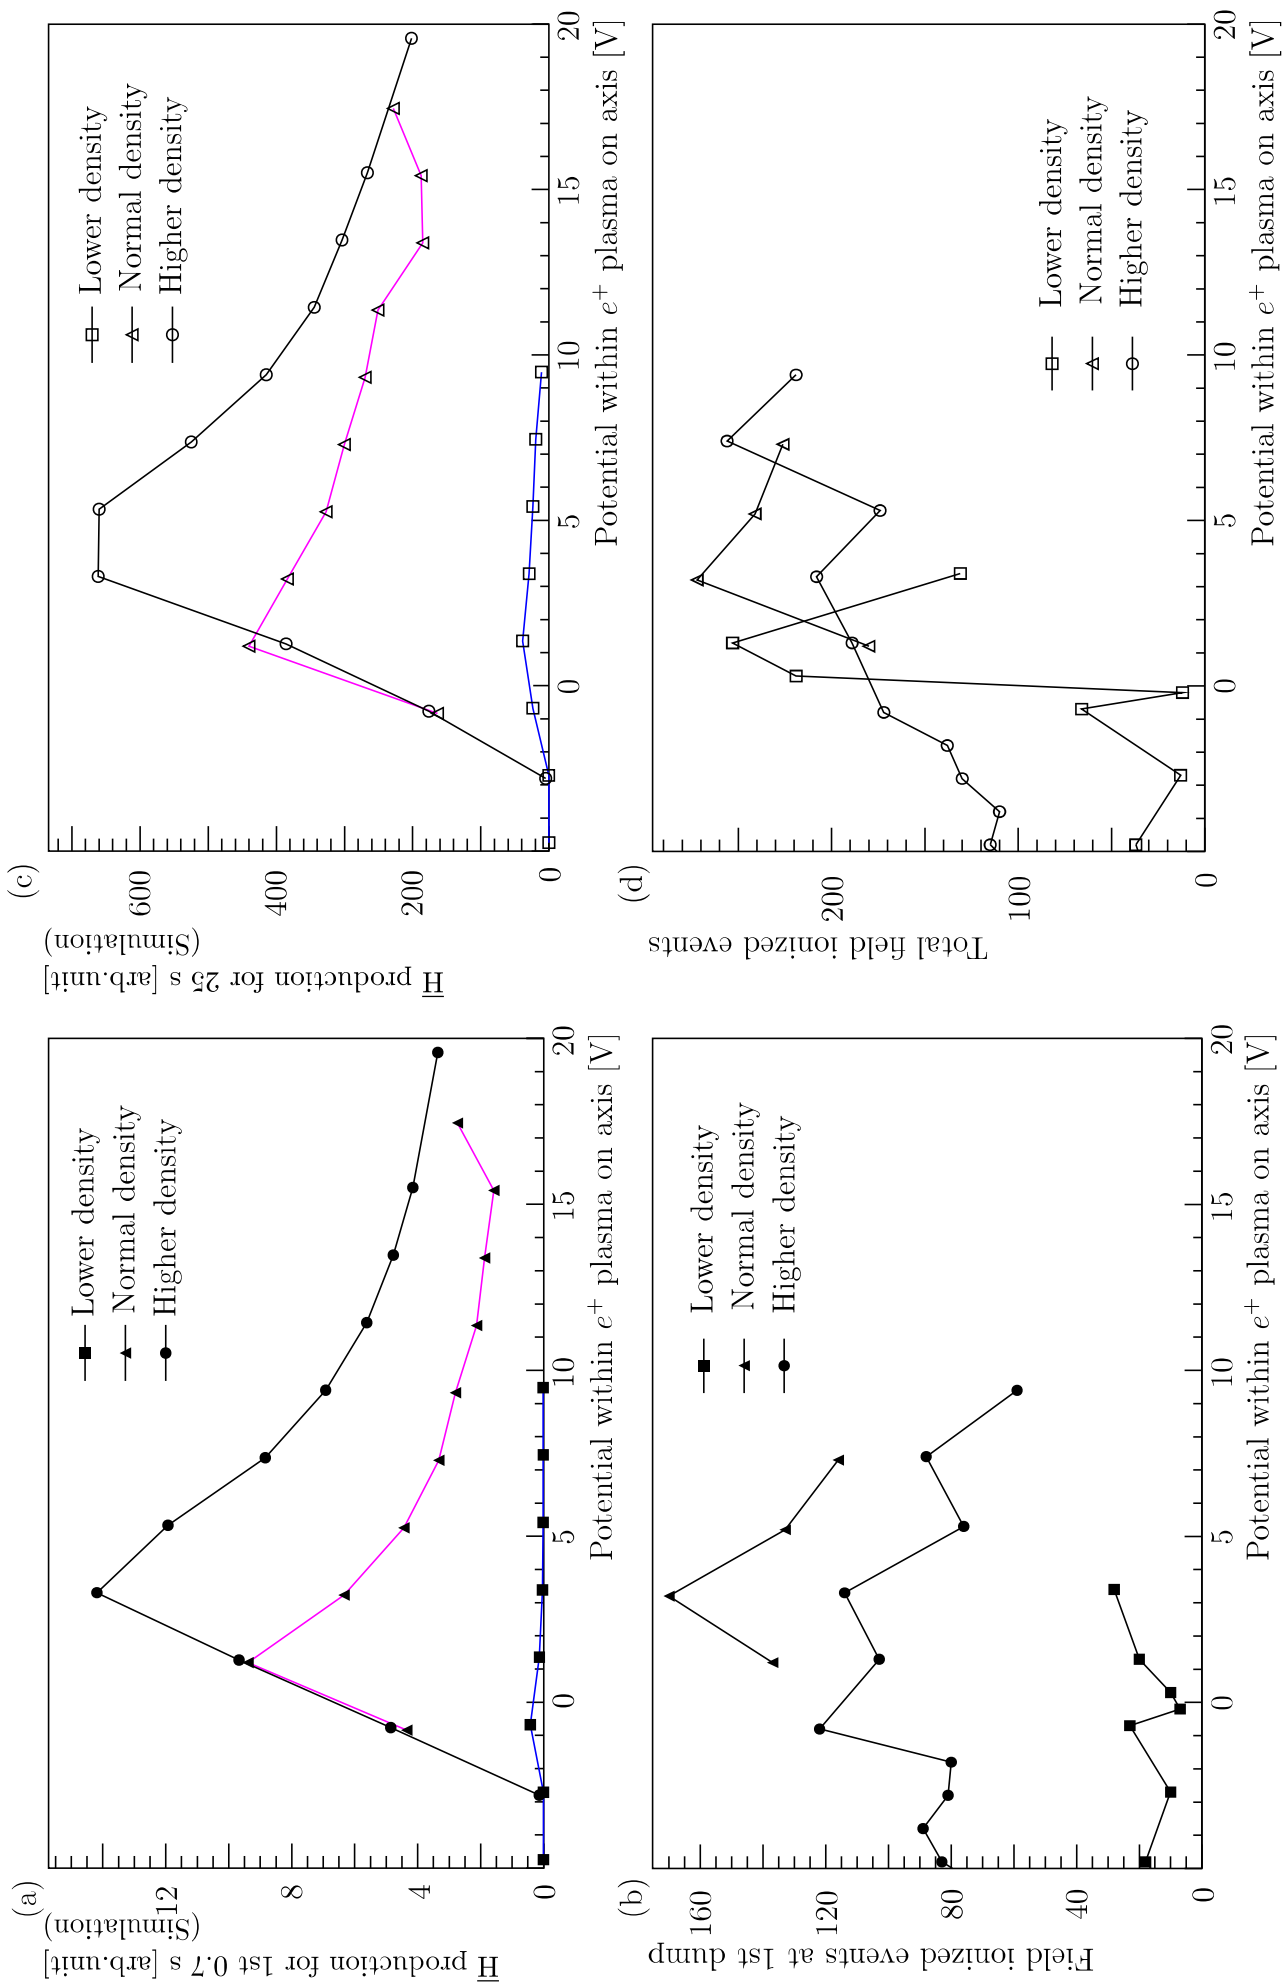 (a)
H̅ production for 1st 0.7 s [arb.unit]
(Simulation)
12
8
4
0
0
5
10
15
20
Potential within e⁺ plasma on axis [V]
Lower density
Normal density
Higher density
(b)
Field ionized events at 1st dump
160
120
80
40
0
0
5
10
15
20
Potential within e⁺ plasma on axis [V]
Lower density
Normal density
Higher density
(c)
H̅ production for 25 s [arb.unit]
(Simulation)
600
400
200
0
0
5
10
15
20
Potential within e⁺ plasma on axis [V]
Lower density
Normal density
Higher density
(d)
Total field ionized events
200
100
0
0
5
10
15
20
Potential within e⁺ plasma on axis [V]
Lower density
Normal density
Higher density